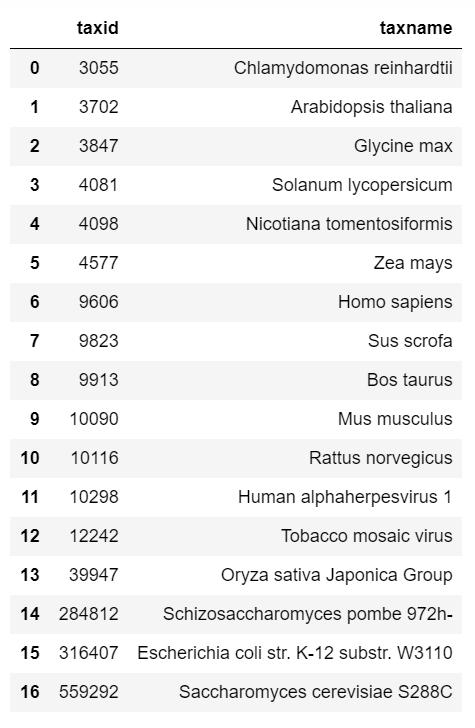 taxid taxname
0 3055 Chlamydomonas reinhardtii
1 3702 Arabidopsis thaliana
2 3847 Glycine max
3 4081 Solanum lycopersicum
4 4098 Nicotiana tomentosiformis
5 4577 Zea mays
6 9606 Homo sapiens
7 9823 Sus scrofa
8 9913 Bos taurus
9 10090 Mus musculus
10 10116 Rattus norvegicus
11 10298 Human alphaherpesvirus 1
12 12242 Tobacco mosaic virus
13 39947 Oryza sativa Japonica Group
14 284812 Schizosaccharomyces pombe 972h-
15 316407 Escherichia coli str. K-12 substr. W3110
16 559292 Saccharomyces cerevisiae S288C